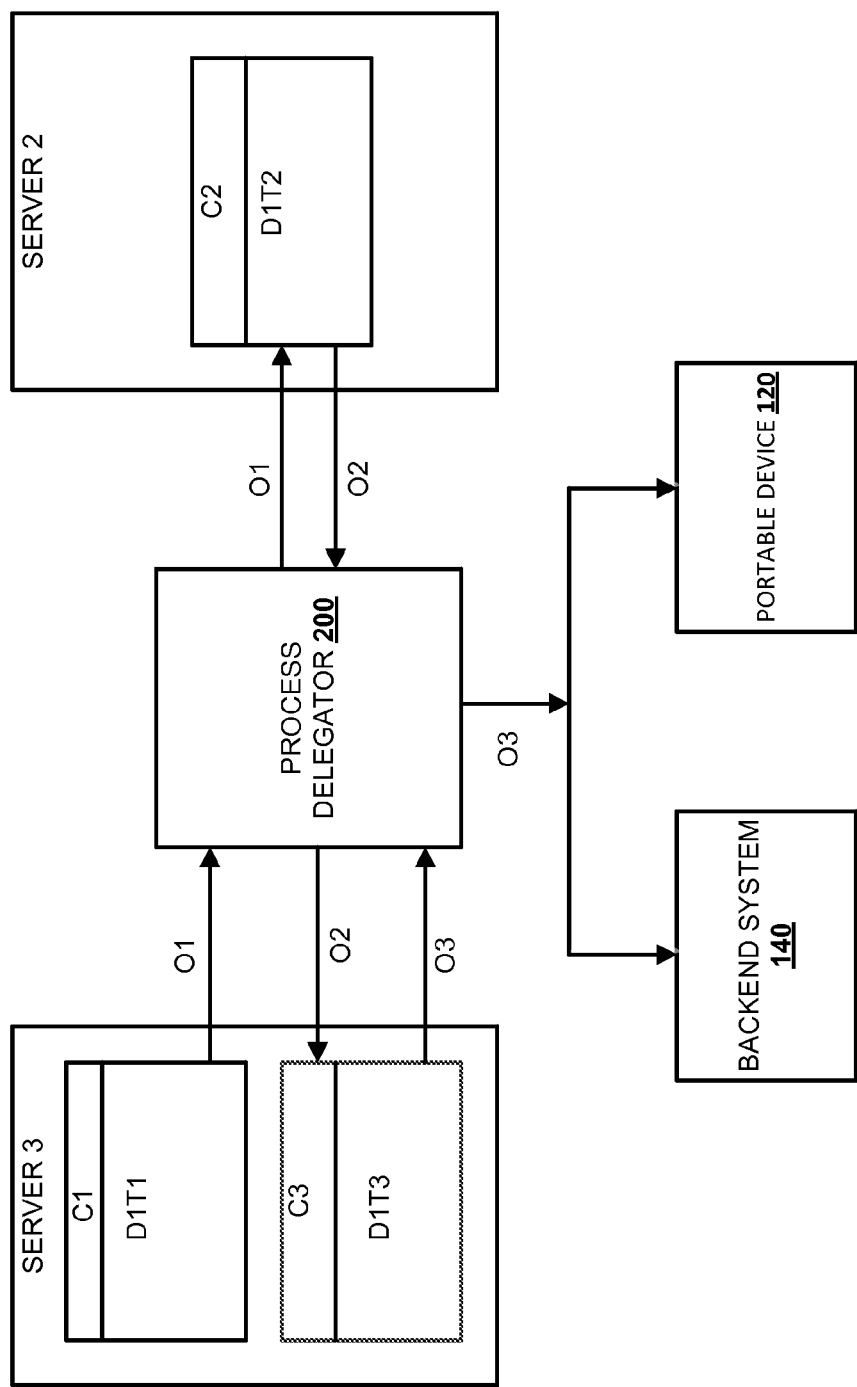 SERVER 3
C1
D1T1
C3
D1T3
O1
O2
O3
PROCESS
DELEGATOR 200
O1
O2
SERVER 2
C2
D1T2
O3
BACKEND SYSTEM
140
PORTABLE DEVICE 120